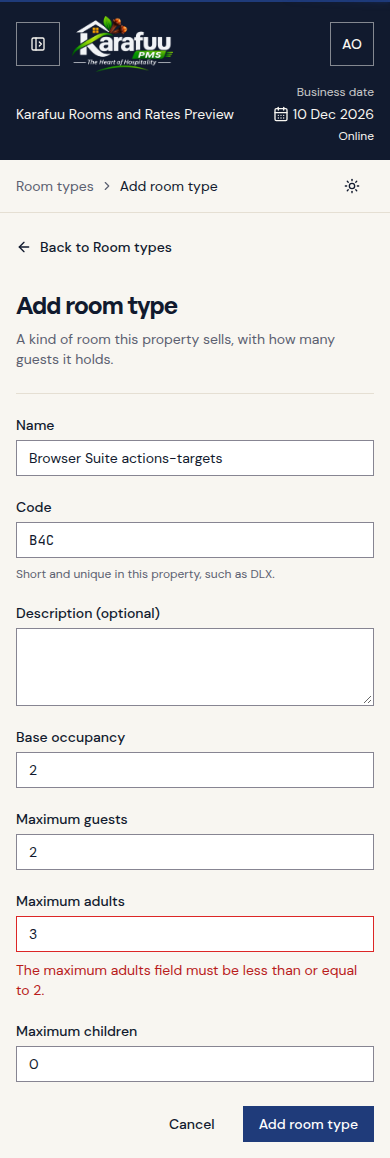 Karafuu
PMS
The Heart of Hospitality
AO
Business date
Karafuu Rooms and Rates Preview
10 Dec 2026
Online
Room types > Add room type
Back to Room types
Add room type
A kind of room this property sells, with how many
guests it holds.
Name
Browser Suite actions-targets
Code
B4C
Short and unique in this property, such as DLX.
Description (optional)
Base occupancy
2
Maximum guests
2
Maximum adults
3
The maximum adults field must be less than or equal
to 2.
Maximum children
0
Cancel
Add room type